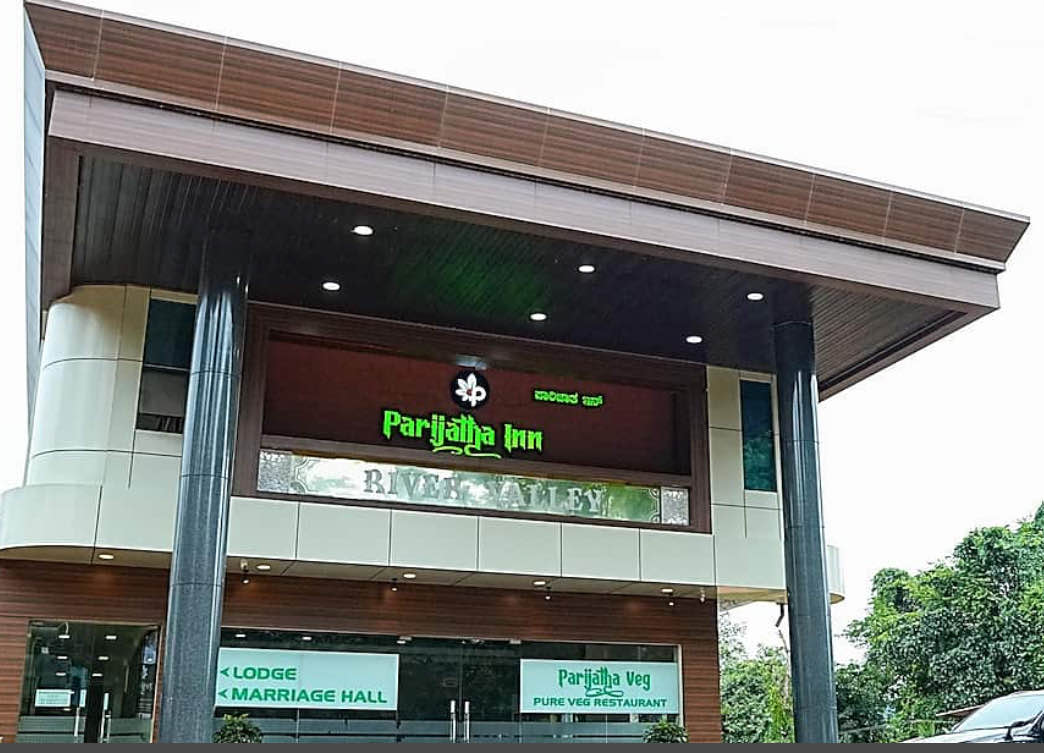 ಪಾರಿಜಾತ ಇನ್
Parijatha Inn
RIVER VALLEY
< LODGE
< MARRIAGE HALL
Parijatha Veg
PURE VEG RESTAURANT